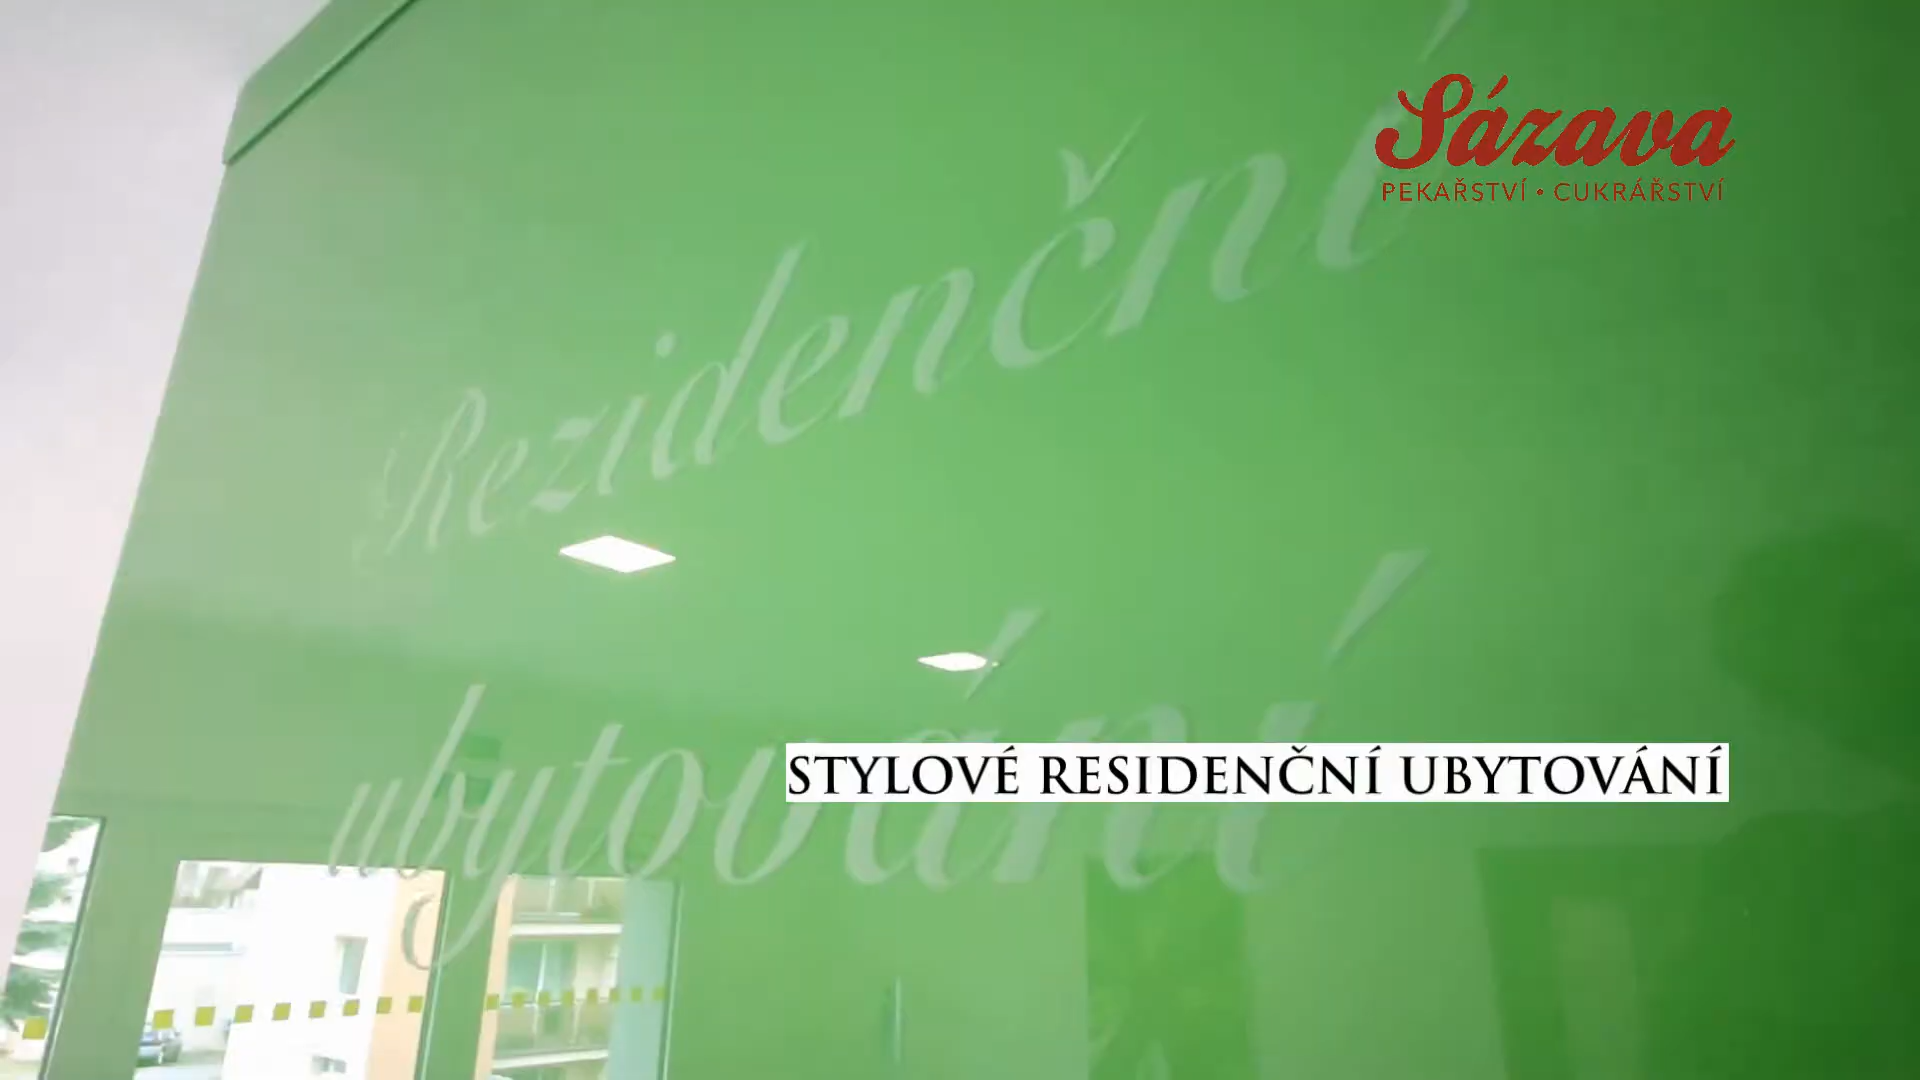 Sázava
PEKAŘSTVÍ • CUKRÁŘSTVÍ
Rezidenční
ubytování
STYLOVÉ RESIDENČNÍ UBYTOVÁNÍ